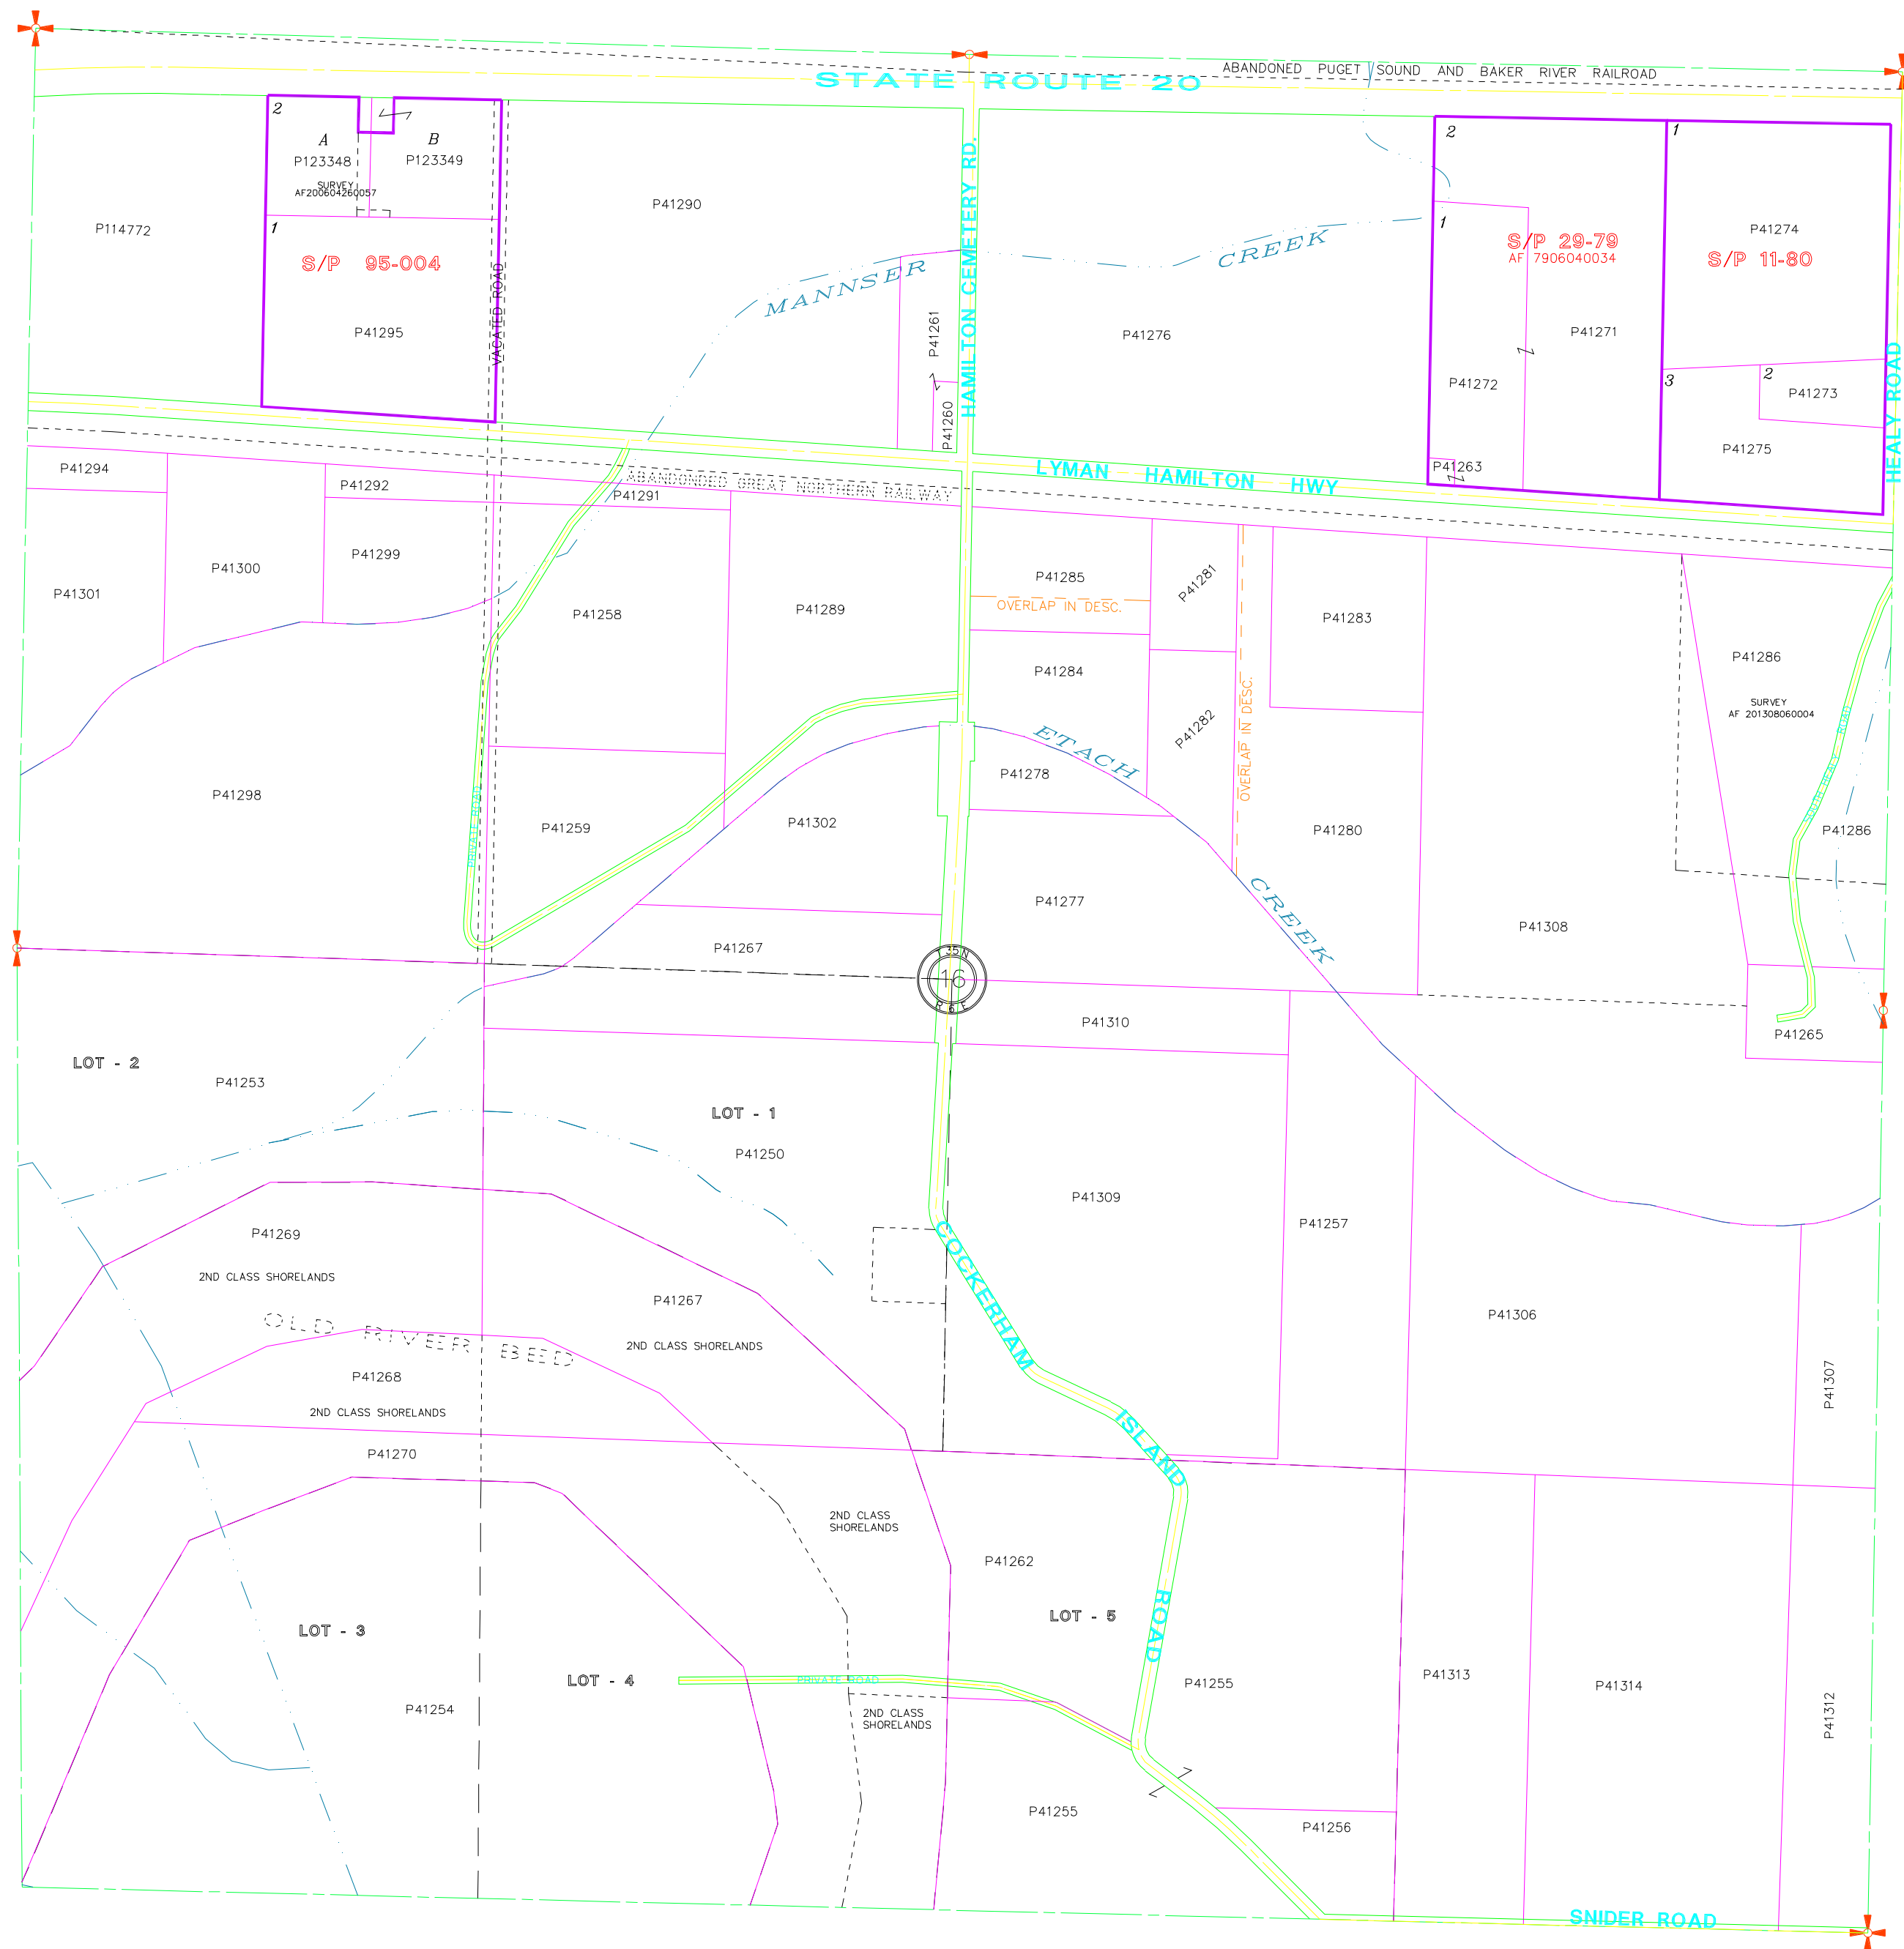 ABANDONED PUGET SOUND AND BAKER RIVER RAILROAD
STATE ROUTE 20
2
A
P123348
SURVEY
AF200604260057
B
P123349
P114772
1
S/P 95-004
P41295
VACATED ROAD
P41290
MANNSER
CREEK
HAMILTON CEMETERY RD.
P41261
P41260
P41276
2
1
S/P 29-79
AF 7906040034
P41271
P41272
P41263
1
P41274
S/P 11-80
3
2
P41273
P41275
HEALY ROAD
LYMAN HAMILTON HWY
ABANDONDED GREAT NORTHERN RAILWAY
P41294
P41292
P41291
P41301
P41300
P41299
P41258
P41289
P41285
OVERLAP IN DESC.
P41281
P41283
P41284
P41282
OVERLAP IN DESC.
P41286
SURVEY
AF 201308060004
SOUTH HEALY ROAD
P41286
P41298
PRIVATE ROAD
P41259
P41302
P41278
ETACH
CREEK
P41280
P41277
P41308
P41267
T 35 N
16
R 6 E
P41310
P41265
LOT - 2
P41253
LOT - 1
P41250
P41309
P41257
P41269
2ND CLASS SHORELANDS
OLD RIVER BED
P41267
2ND CLASS SHORELANDS
COCKERHAM
ISLAND
ROAD
P41306
P41307
P41268
2ND CLASS SHORELANDS
P41270
2ND CLASS
SHORELANDS
P41262
LOT - 5
LOT - 3
LOT - 4
PRIVATE ROAD
P41254
2ND CLASS
SHORELANDS
P41255
P41313
P41314
P41312
P41255
P41256
SNIDER ROAD